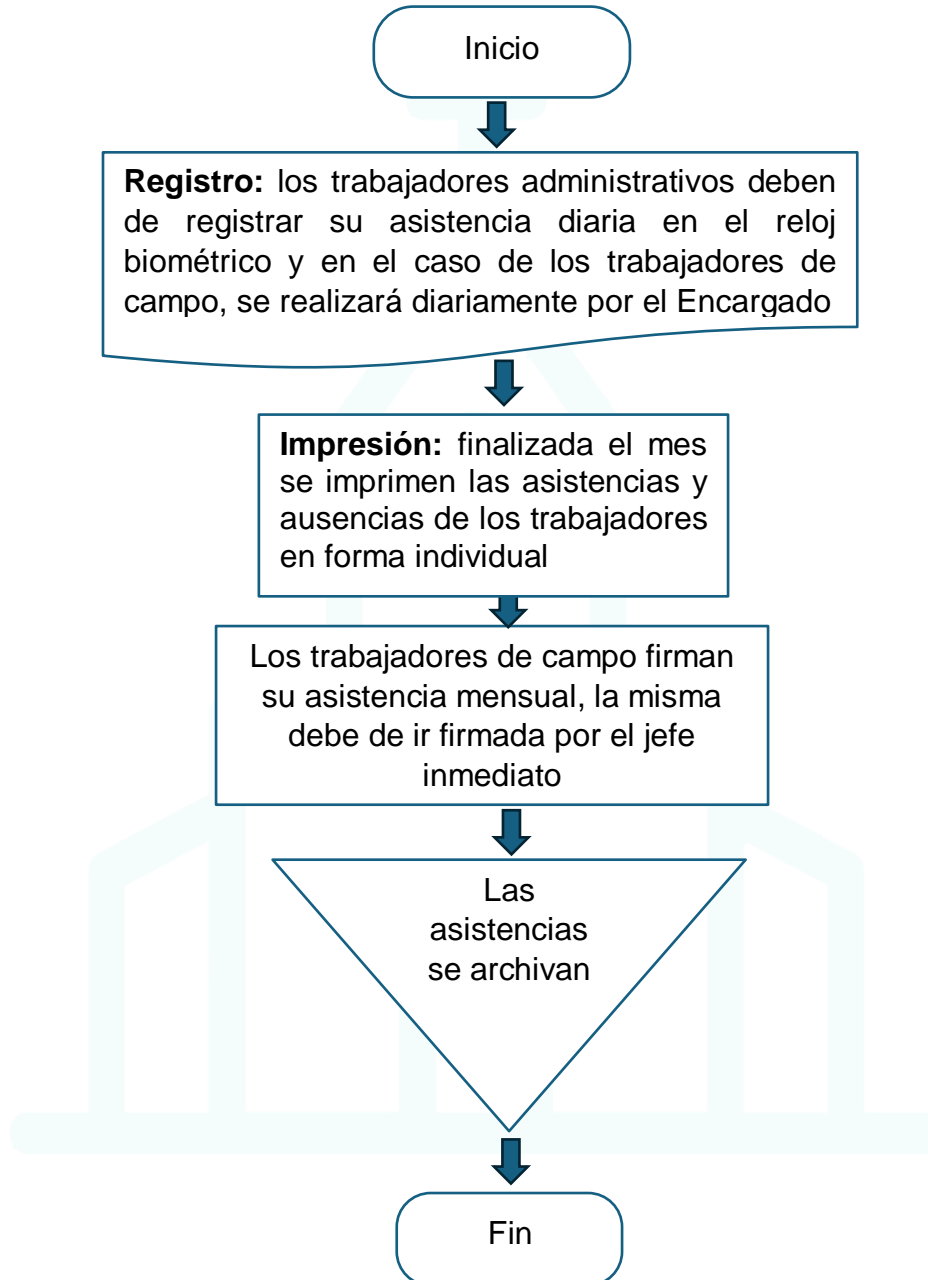 Inicio
Registro: los trabajadores administrativos deben
de registrar su asistencia diaria en el reloj
biométrico y en el caso de los trabajadores de
campo, se realizará diariamente por el Encargado
Impresión: finalizada el mes
se imprimen las asistencias y
ausencias de los trabajadores
en forma individual
Los trabajadores de campo firman
su asistencia mensual, la misma
debe de ir firmada por el jefe
inmediato
Las
asistencias
se archivan
Fin